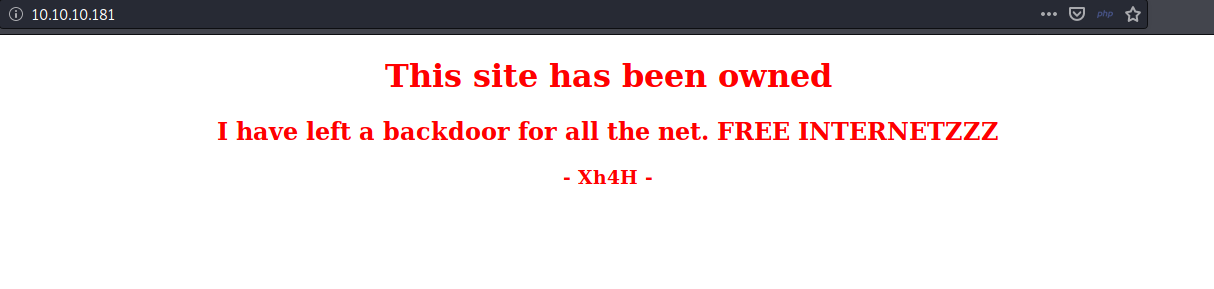 10.10.10.181
php
This site has been owned
I have left a backdoor for all the net. FREE INTERNETZZZ
- Xh4H -